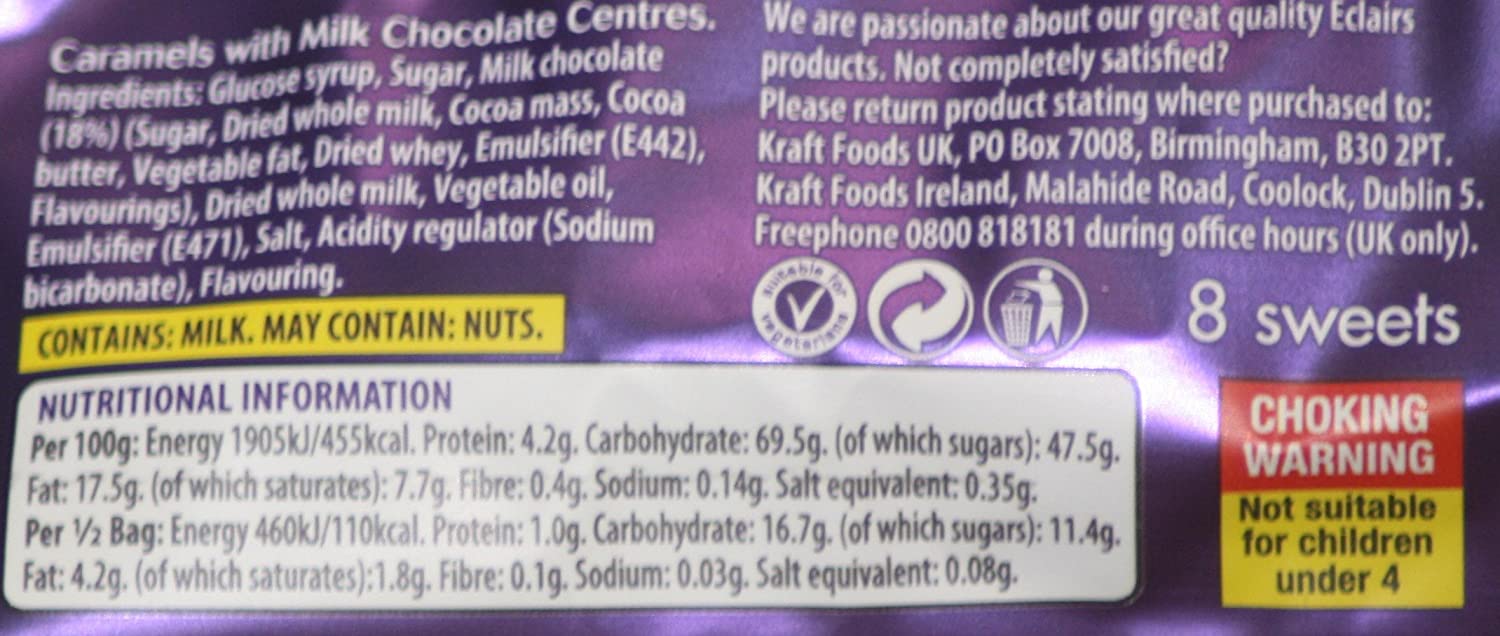 Caramels with Milk Chocolate Centres.
Ingredients: Glucose syrup, Sugar, Milk chocolate
(18%) (Sugar, Dried whole milk, Cocoa mass, Cocoa
butter, Vegetable fat, Dried whey, Emulsifier (E442),
Flavourings), Dried whole milk, Vegetable oil,
Emulsifier (E471), Salt, Acidity regulator (Sodium
bicarbonate), Flavouring.
CONTAINS: MILK. MAY CONTAIN: NUTS.
We are passionate about our great quality Eclairs
products. Not completely satisfied?
Please return product stating where purchased to:
Kraft Foods UK, PO Box 7008, Birmingham, B30 2PT.
Kraft Foods Ireland, Malahide Road, Coolock, Dublin 5.
Freephone 0800 818181 during office hours (UK only).
suitable for
vegetarians
8 sweets
NUTRITIONAL INFORMATION
Per 100g: Energy 1905kJ/455kcal. Protein: 4.2g. Carbohydrate: 69.5g. (of which sugars): 47.5g.
Fat: 17.5g. (of which saturates): 7.7g. Fibre: 0.4g. Sodium: 0.14g. Salt equivalent: 0.35g.
Per ½ Bag: Energy 460kJ/110kcal. Protein: 1.0g. Carbohydrate: 16.7g. (of which sugars): 11.4g.
Fat: 4.2g. (of which saturates):1.8g. Fibre: 0.1g. Sodium: 0.03g. Salt equivalent: 0.08g.
CHOKING
WARNING
Not suitable
for children
under 4